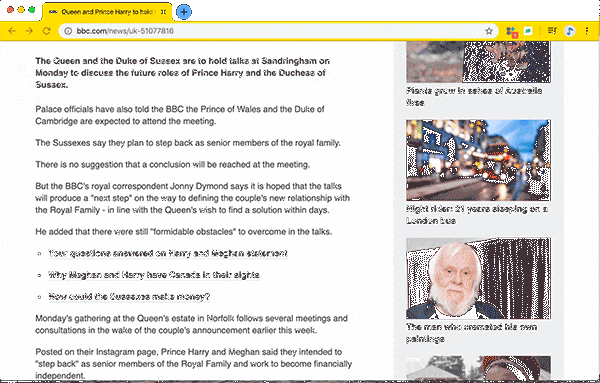 Queen and Prince Harry to hold
bbc.com/news/uk-51077816
The Queen and the Duke of Sussex are to hold talks at Sandringham on
Monday to discuss the future roles of Prince Harry and the Duchess of
Sussex.
Palace officials have also told the BBC the Prince of Wales and the Duke of
Cambridge are expected to attend the meeting.
The Sussexes say they plan to step back as senior members of the royal family.
There is no suggestion that a conclusion will be reached at the meeting.
But the BBC's royal correspondent Jonny Dymond says it is hoped that the talks
will produce a "next step" on the way to defining the couple's new relationship with
the Royal Family - in line with the Queen's wish to find a solution within days.
He added that there were still "formidable obstacles" to overcome in the talks.
Your questions answered on Harry and Meghan statement
Why Meghan and Harry have Canada in their sights
How could the Sussexes make money?
Monday's gathering at the Queen's estate in Norfolk follows several meetings and
consultations in the wake of the couple's announcement earlier this week.
Posted on their Instagram page, Prince Harry and Meghan said they intended to
"step back" as senior members of the Royal Family and work to become financially
independent.
Plants grow in ashes of Australia
fires
Night rider: 21 years sleeping on a
London bus
The man who cremated his own
paintings